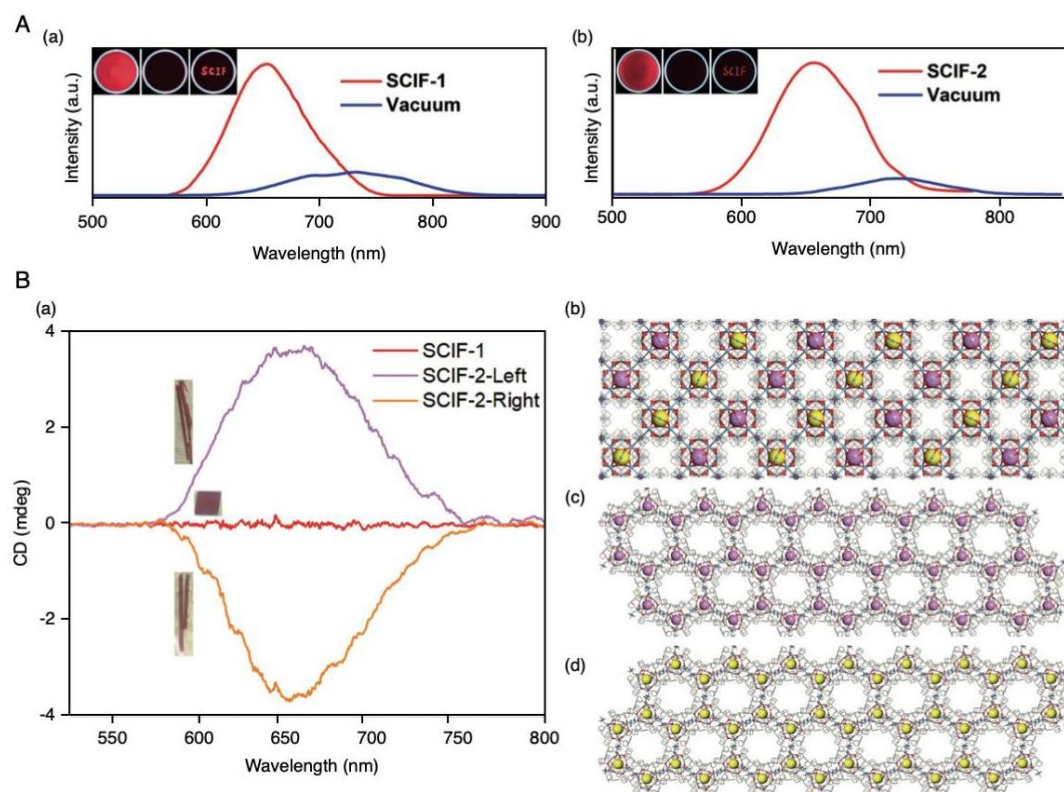 A
(a)
SCIF
SCIF-1
Vacuum
Intensity (a.u.)
500 600 700 800 900
Wavelength (nm)
(b)
SCIF
SCIF-2
Vacuum
Intensity (a.u.)
500 600 700 800
Wavelength (nm)
B
(a)
SCIF-1
SCIF-2-Left
SCIF-2-Right
CD (mdeg)
4
2
0
-2
-4
550 600 650 700 750 800
Wavelength (nm)
(b)
(c)
(d)